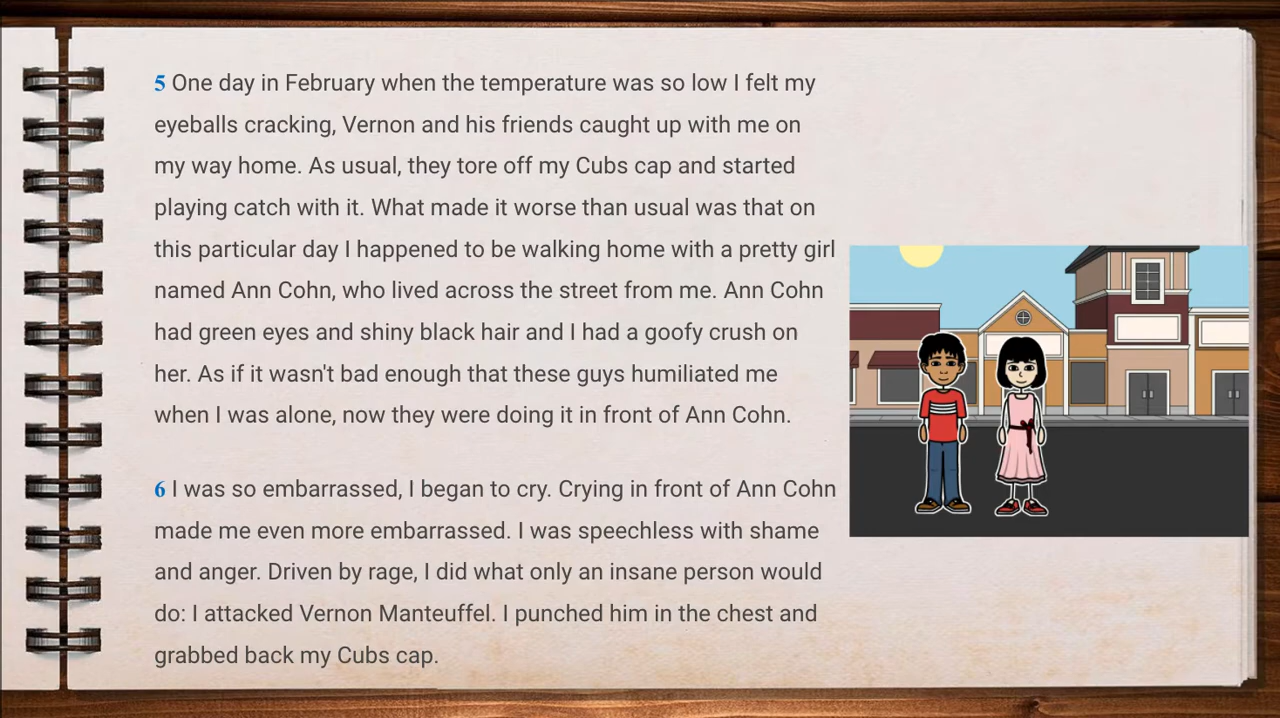 5 One day in February when the temperature was so low I felt my
eyeballs cracking, Vernon and his friends caught up with me on
my way home. As usual, they tore off my Cubs cap and started
playing catch with it. What made it worse than usual was that on
this particular day I happened to be walking home with a pretty girl
named Ann Cohn, who lived across the street from me. Ann Cohn
had green eyes and shiny black hair and I had a goofy crush on
her. As if it wasn't bad enough that these guys humiliated me
when I was alone, now they were doing it in front of Ann Cohn.
6 I was so embarrassed, I began to cry. Crying in front of Ann Cohn
made me even more embarrassed. I was speechless with shame
and anger. Driven by rage, I did what only an insane person would
do: I attacked Vernon Manteuffel. I punched him in the chest and
grabbed back my Cubs cap.